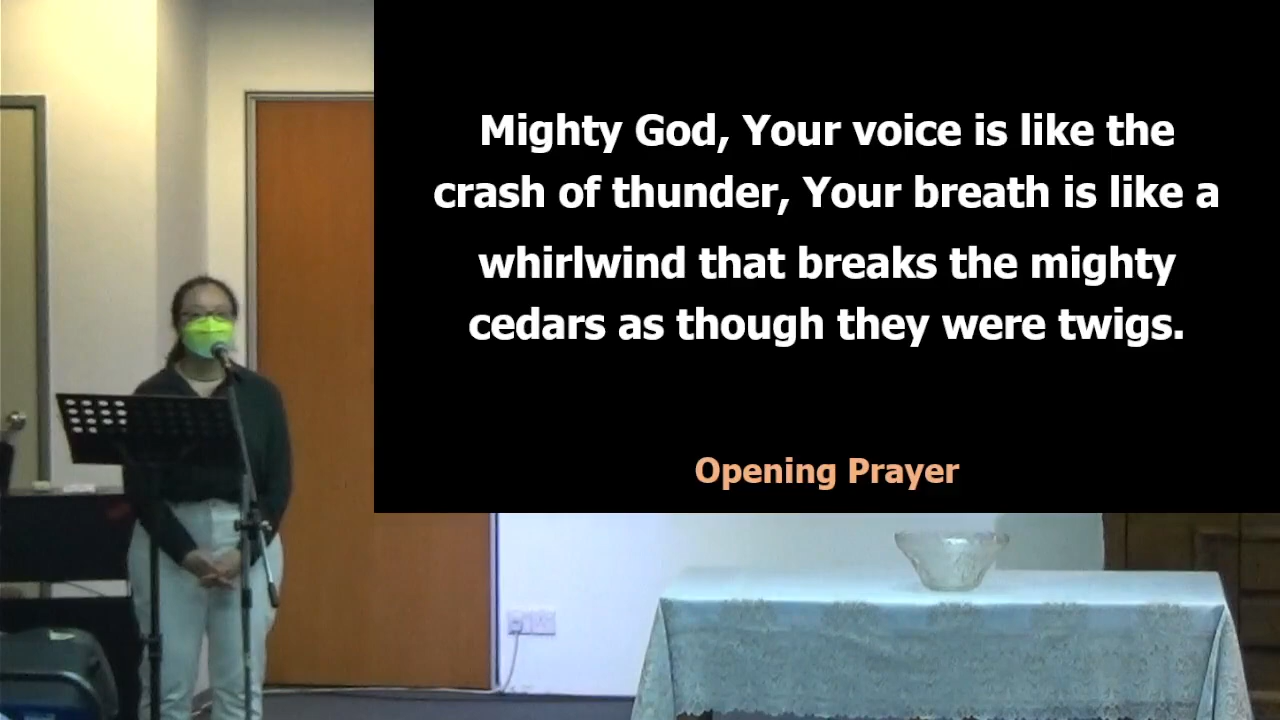 Mighty God, Your voice is like the
crash of thunder, Your breath is like a
whirlwind that breaks the mighty
cedars as though they were twigs.
Opening Prayer